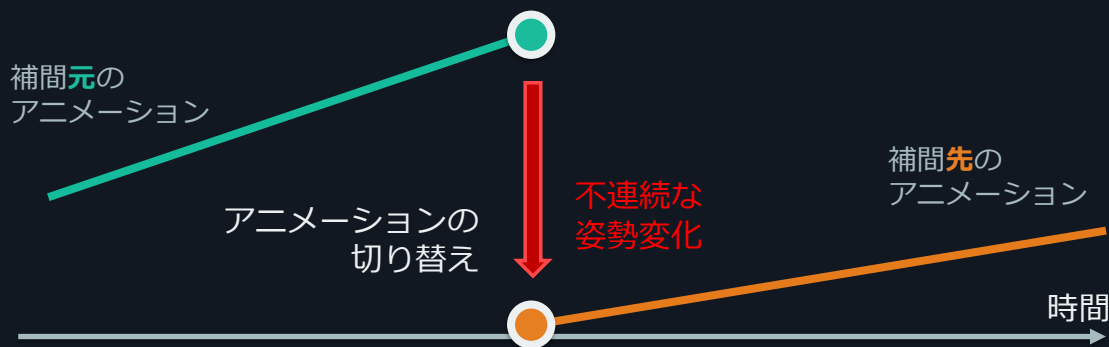 補間元の
アニメーション
アニメーションの
切り替え
不連続な
姿勢変化
補間先の
アニメーション
時間